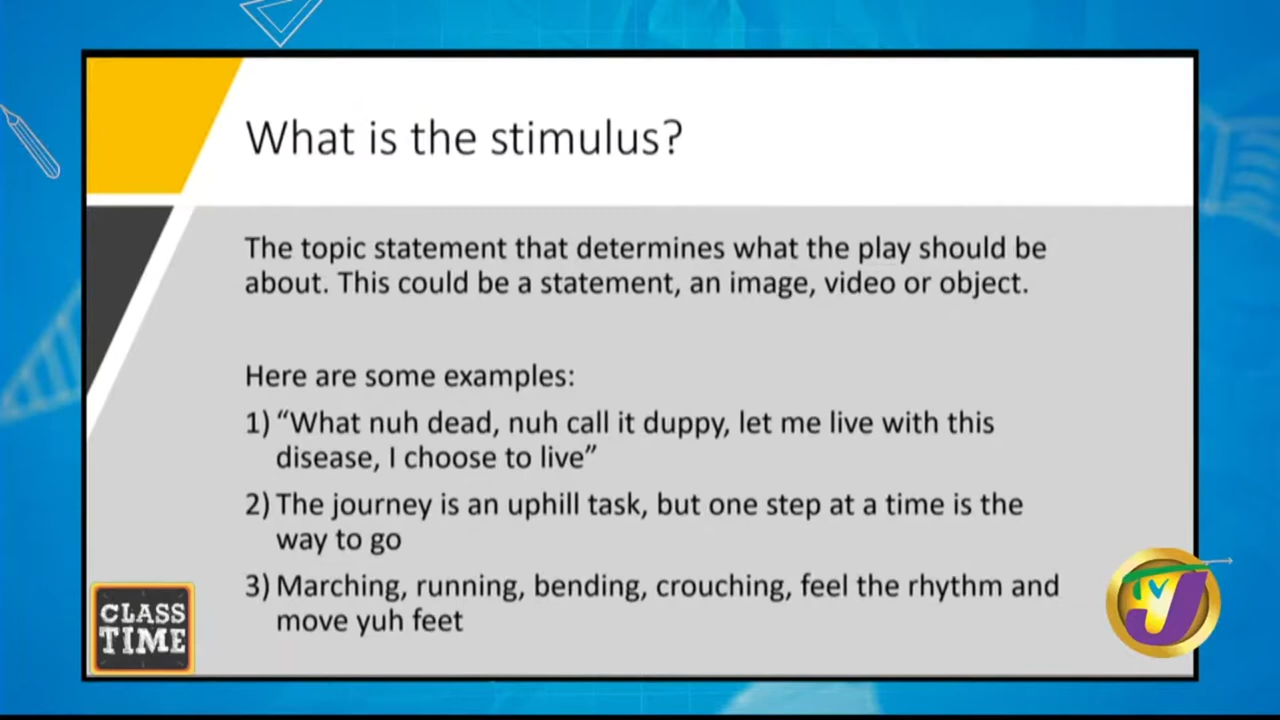 What is the stimulus?
The topic statement that determines what the play should be
about. This could be a statement, an image, video or object.
Here are some examples:
1) “What nuh dead, nuh call it duppy, let me live with this
disease, I choose to live”
2) The journey is an uphill task, but one step at a time is the
way to go
3) Marching, running, bending, crouching, feel the rhythm and
move yuh feet
CLASS
TIME
TVJ